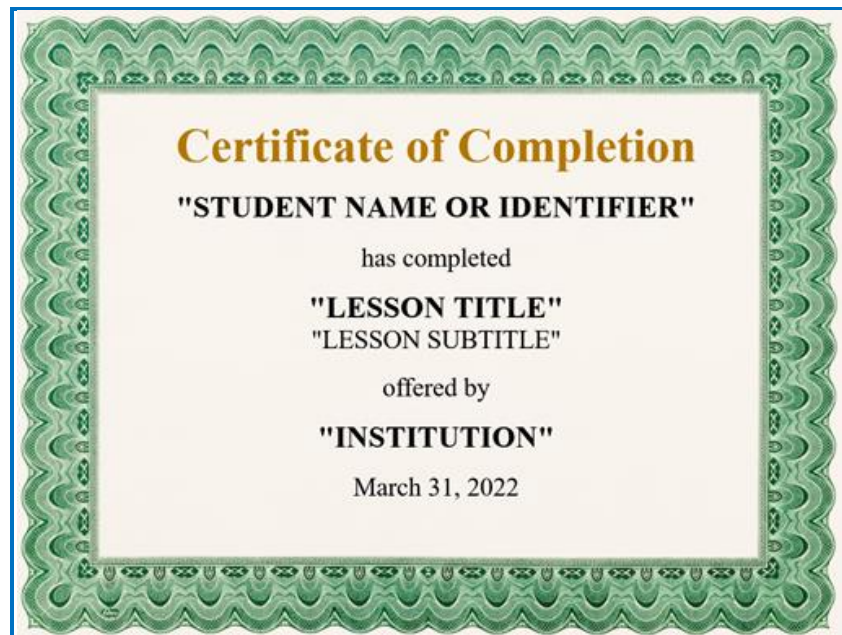 Certificate of Completion
"STUDENT NAME OR IDENTIFIER"
has completed
"LESSON TITLE"
"LESSON SUBTITLE"
offered by
"INSTITUTION"
March 31, 2022